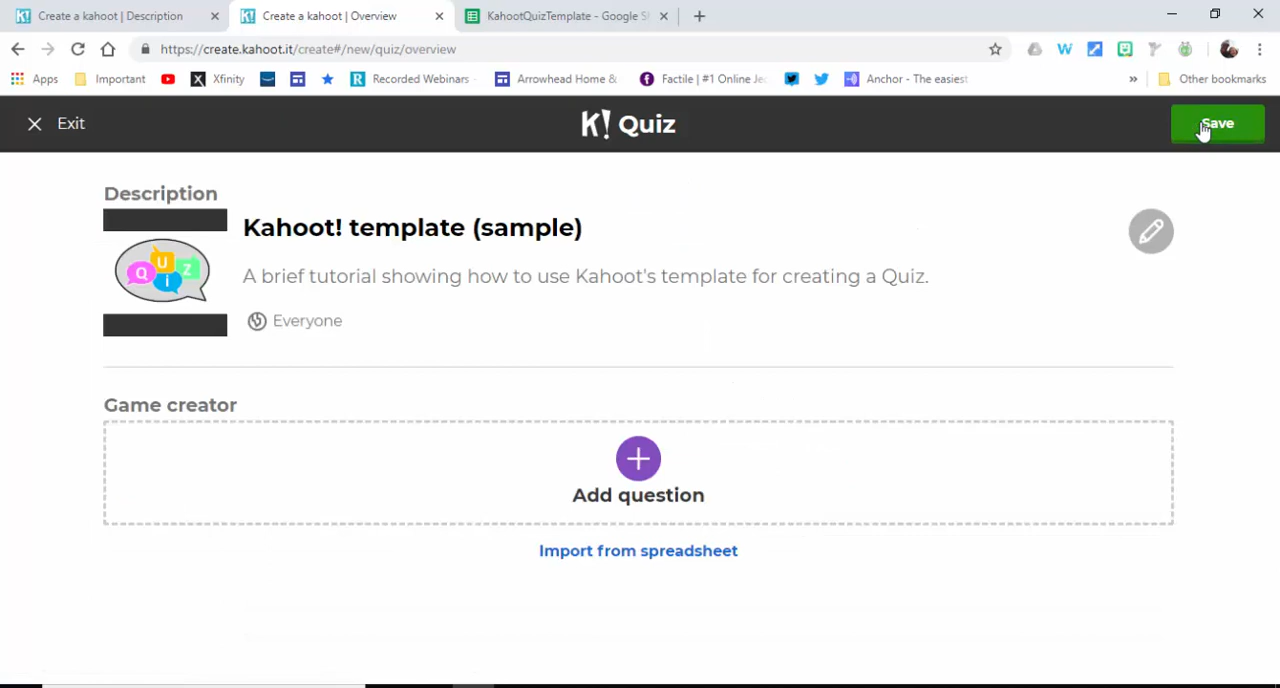 Create a kahoot | Description
Create a kahoot | Overview
KahootQuizTemplate - Google S
https://create.kahoot.it/create#/new/quiz/overview
W
Apps
Important
X
Xfinity
R
Recorded Webinars
Arrowhead Home &
f
Factile | #1 Online Je
Anchor - The easiest
»
Other bookmarks
Exit
K! Quiz
Save
Description
QUIZ
Kahoot! template (sample)
A brief tutorial showing how to use Kahoot's template for creating a Quiz.
Everyone
Game creator
Add question
Import from spreadsheet